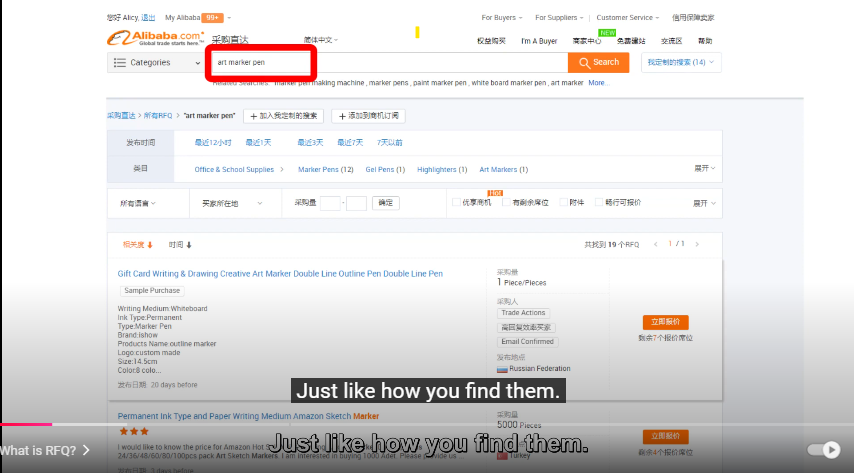 您好 Alicy, 退出 My Alibaba 99+
For Buyers For Suppliers Customer Service 信用保障卖家
Alibaba.com
Global trade starts here.™
采购直达
简体中文
NEW
权益购买 I'm A Buyer 商家中心 免费建站 交流区 帮助
Categories
art marker pen
Search
我定制的搜索 (14)
Related Searches: marker pen making machine , marker pens , paint marker pen , white board marker pen , art marker More...
采购直达 > 所有RFQ > "art marker pen" + 加入我定制的搜索 + 添加到商机订阅
发布时间 最近12小时 最近1天 最近3天 最近7天 7天以前
类目 Office & School Supplies > Marker Pens (12) Gel Pens (1) Highlighters (1) Art Markers (1) 展开
Hot
所有语言 买家所在地 采购量 - 确定 优享商机 有剩余席位 附件 畅行可报价 展开
相关度 时间 共找到 19 个RFQ < 1 / 1 >
Gift Card Writing & Drawing Creative Art Marker Double Line Outline Pen Double Line Pen
Sample Purchase
Writing Medium:Whiteboard
Ink Type:Permanent
Type:Marker Pen
Brand:ishow
Products Name:outline marker
Logo:custom made
Size:14.5cm
Color:8 colo...
发布日期: 20 days before
采购量
1 Piece/Pieces
采购人
Trade Actions
高回复效率买家
Email Confirmed
发布地点
Russian Federation
立即报价
剩余7个报价席位
Just like how you find them.
Permanent Ink Type and Paper Writing Medium Amazon Sketch Marker
采购量
5000 Pieces
I would like to know the price for Amazon Hot
24/36/48/60/80/100pcs pack Art Sketch Markers. I am interested in buying 1000 Adet. Please provide us
Turkey
立即报价
剩余4个报价席位
What is RFQ? >
Just like how you find them.
发布日期: 2 days before